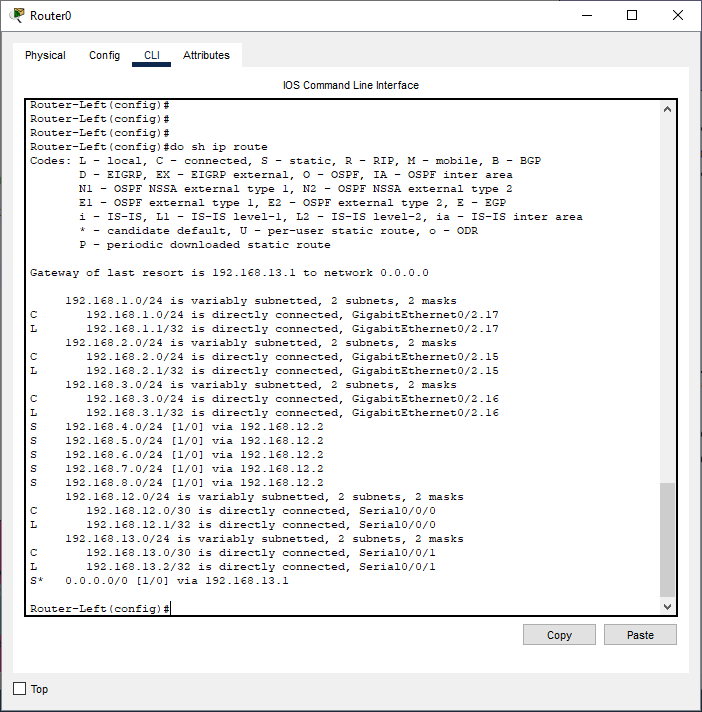 Router0
Physical Config CLI Attributes
IOS Command Line Interface
Router-Left(config)#
Router-Left(config)#
Router-Left(config)#
Router-Left(config)#do sh ip route
Codes: L - local, C - connected, S - static, R - RIP, M - mobile, B - BGP
       D - EIGRP, EX - EIGRP external, O - OSPF, IA - OSPF inter area
       N1 - OSPF NSSA external type 1, N2 - OSPF NSSA external type 2
       E1 - OSPF external type 1, E2 - OSPF external type 2, E - EGP
       i - IS-IS, L1 - IS-IS level-1, L2 - IS-IS level-2, ia - IS-IS inter area
       * - candidate default, U - per-user static route, o - ODR
       P - periodic downloaded static route
Gateway of last resort is 192.168.13.1 to network 0.0.0.0
     192.168.1.0/24 is variably subnetted, 2 subnets, 2 masks
C       192.168.1.0/24 is directly connected, GigabitEthernet0/2.17
L       192.168.1.1/32 is directly connected, GigabitEthernet0/2.17
     192.168.2.0/24 is variably subnetted, 2 subnets, 2 masks
C       192.168.2.0/24 is directly connected, GigabitEthernet0/2.15
L       192.168.2.1/32 is directly connected, GigabitEthernet0/2.15
     192.168.3.0/24 is variably subnetted, 2 subnets, 2 masks
C       192.168.3.0/24 is directly connected, GigabitEthernet0/2.16
L       192.168.3.1/32 is directly connected, GigabitEthernet0/2.16
S    192.168.4.0/24 [1/0] via 192.168.12.2
S    192.168.5.0/24 [1/0] via 192.168.12.2
S    192.168.6.0/24 [1/0] via 192.168.12.2
S    192.168.7.0/24 [1/0] via 192.168.12.2
S    192.168.8.0/24 [1/0] via 192.168.12.2
     192.168.12.0/24 is variably subnetted, 2 subnets, 2 masks
C       192.168.12.0/30 is directly connected, Serial0/0/0
L       192.168.12.1/32 is directly connected, Serial0/0/0
     192.168.13.0/24 is variably subnetted, 2 subnets, 2 masks
C       192.168.13.0/30 is directly connected, Serial0/0/1
L       192.168.13.2/32 is directly connected, Serial0/0/1
S*   0.0.0.0/0 [1/0] via 192.168.13.1
Router-Left(config)#
Copy Paste
Top